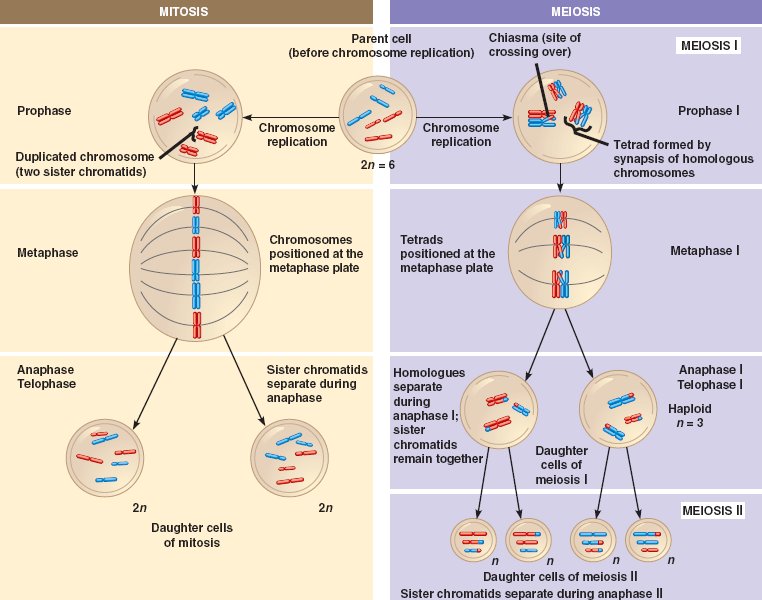 MITOSIS
MEIOSIS
Parent cell
(before chromosome replication)
Chiasma (site of
crossing over)
MEIOSIS I
Prophase
Chromosome
replication
Chromosome
replication
Prophase I
Duplicated chromosome
(two sister chromatids)
2n = 6
Tetrad formed by
synapsis of homologous
chromosomes
Metaphase
Chromosomes
positioned at the
metaphase plate
Tetrads
positioned at the
metaphase plate
Metaphase I
Anaphase
Telophase
Sister chromatids
separate during
anaphase
Homologues
separate
during
anaphase I;
sister
chromatids
remain together
Anaphase I
Telophase I
Haploid
n = 3
Daughter
cells of
meiosis I
2n
2n
Daughter cells
of mitosis
MEIOSIS II
n
n
n
n
Daughter cells of meiosis II
Sister chromatids separate during anaphase II